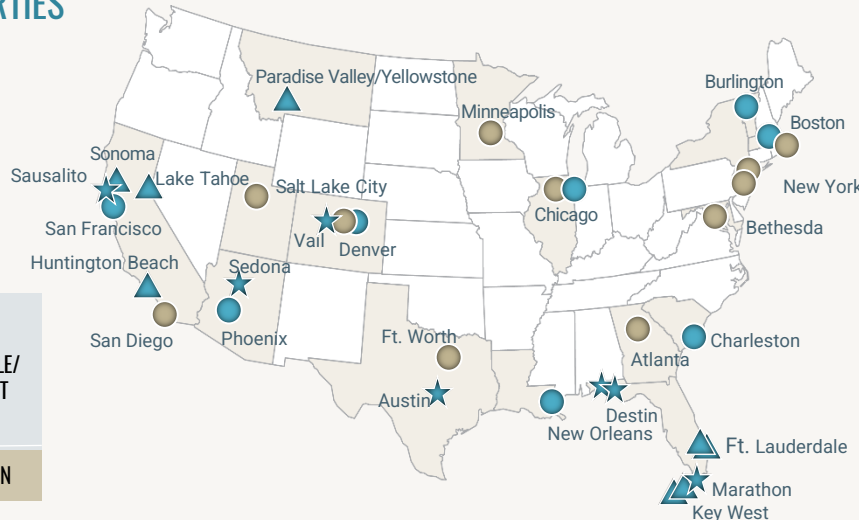 RTIES
Paradise Valley/Yellowstone
Burlington
Minneapolis
Boston
Sonoma
Sausalito
Lake Tahoe
Salt Lake City
New York
Chicago
San Francisco
Bethesda
Vail
Denver
Huntington Beach
Sedona
San Diego
Phoenix
Ft. Worth
Charleston
Atlanta
LE/
T
Austin
Destin
New Orleans
Ft. Lauderdale
N
Marathon
Key West